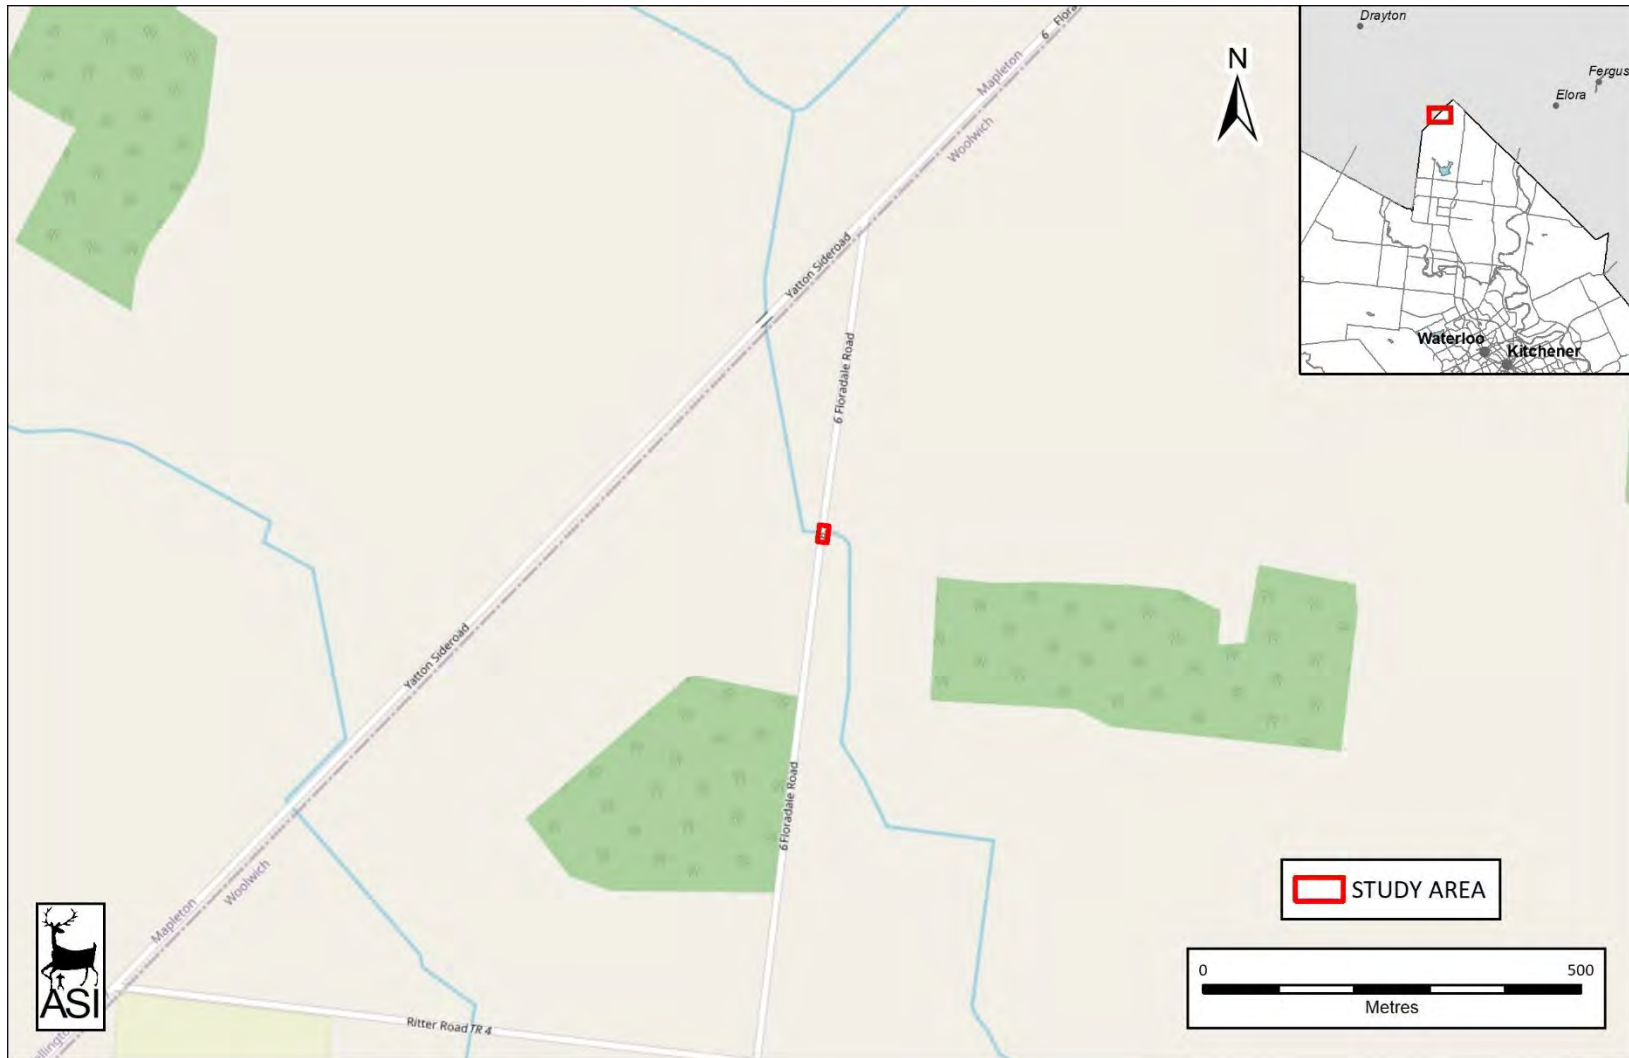 Drayton
Fergus
Elora
Waterloo
Kitchener
N
6
Mapleton
Woolwich
Yatton Sideroad
6 Floradale Road
Yatton Sideroad
6 Floradale Road
Mapleton
Woolwich
Ritter Road TR 4
STUDY AREA
0 500
Metres
ASI